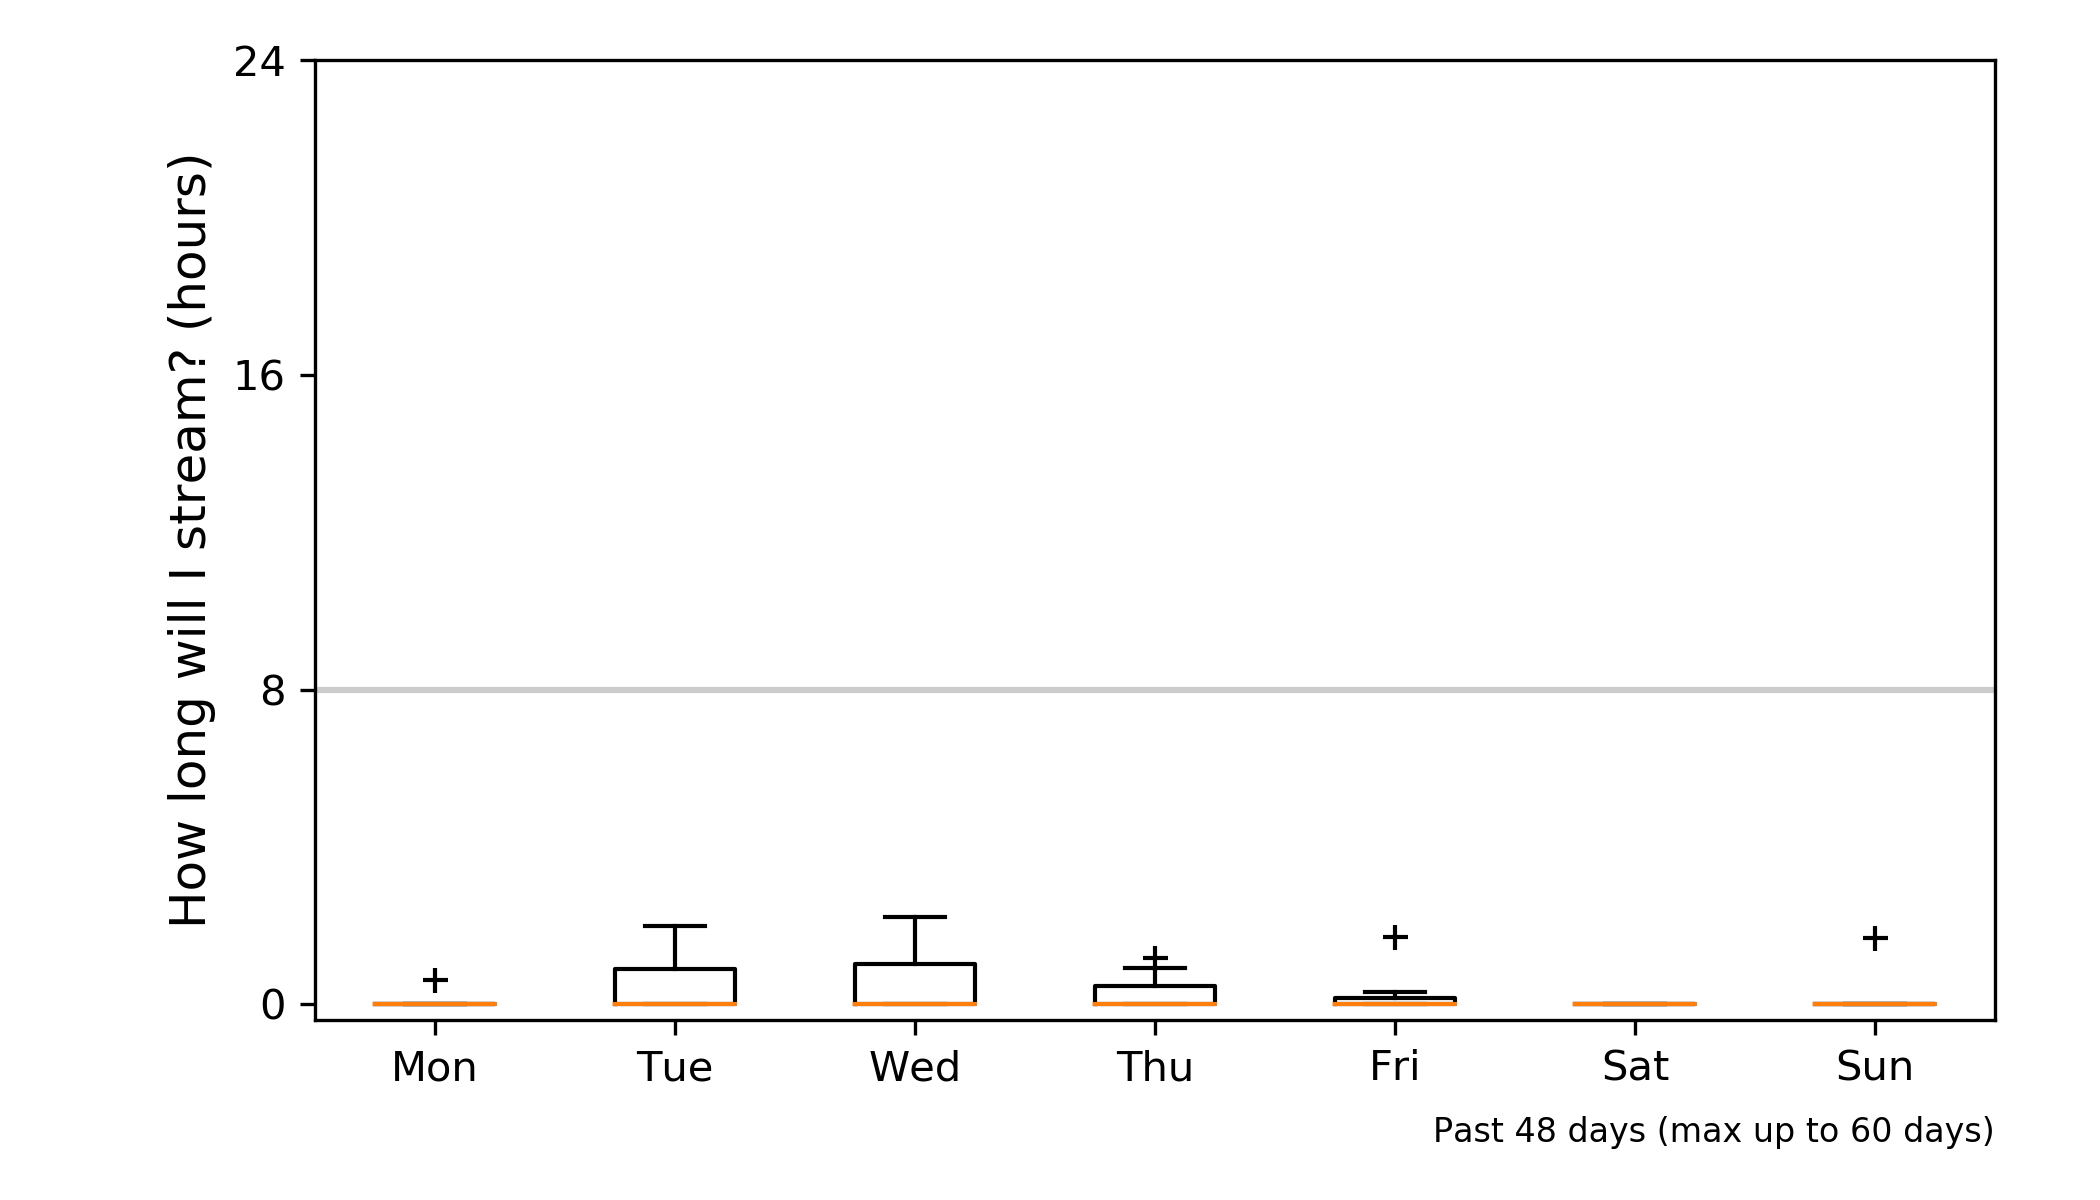 How long will I stream? (hours)
24
16
8
0
Mon Tue Wed Thu Fri Sat Sun
Past 48 days (max up to 60 days)